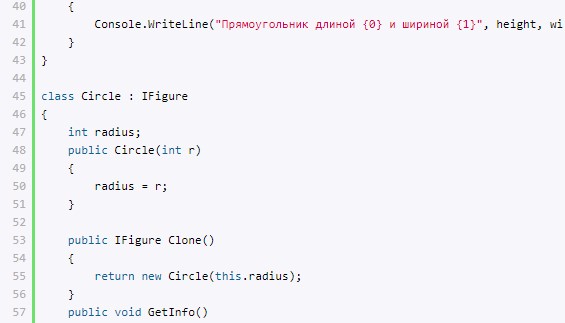 40 {
41 Console.WriteLine("Прямоугольник длиной {0} и шириной {1}", height, wi
42 }
43 }
44
45 class Circle : IFigure
46 {
47 int radius;
48 public Circle(int r)
49 {
50 radius = r;
51 }
52
53 public IFigure Clone()
54 {
55 return new Circle(this.radius);
56 }
57 public void GetInfo()